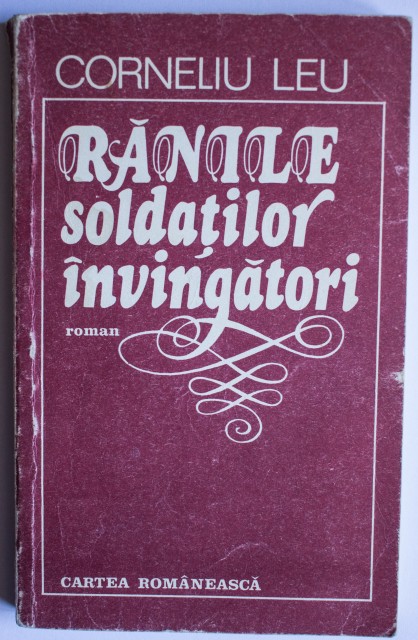 CORNELIU LEU
RĂNILE
soldaților
învingători
roman
CARTEA ROMÂNEASCĂ